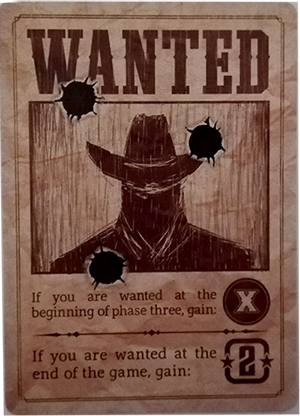 WANTED
If you are wanted at the
beginning of phase three, gain: X
If you are wanted at the 2
end of the game, gain: